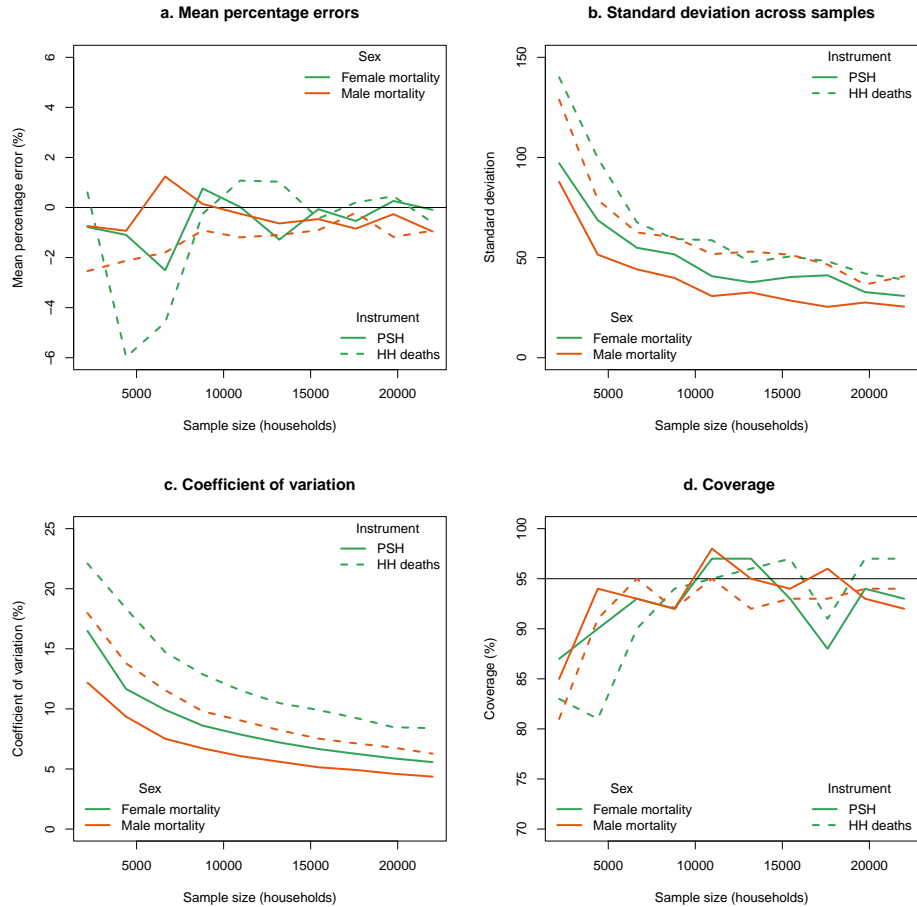 a. Mean percentage errors
Mean percentage error (%)
6
4
2
0
-2
-4
-6
Sex
Female mortality
Male mortality
Instrument
PSH
HH deaths
5000 10000 15000 20000
Sample size (households)
b. Standard deviation across samples
Standard deviation
150
100
50
0
Instrument
PSH
HH deaths
Sex
Female mortality
Male mortality
5000 10000 15000 20000
Sample size (households)
c. Coefficient of variation
Coefficient of variation (%)
25
20
15
10
5
0
Instrument
PSH
HH deaths
Sex
Female mortality
Male mortality
5000 10000 15000 20000
Sample size (households)
d. Coverage
Coverage (%)
100
95
90
85
80
75
70
95
Sex
Female mortality
Male mortality
Instrument
PSH
HH deaths
5000 10000 15000 20000
Sample size (households)